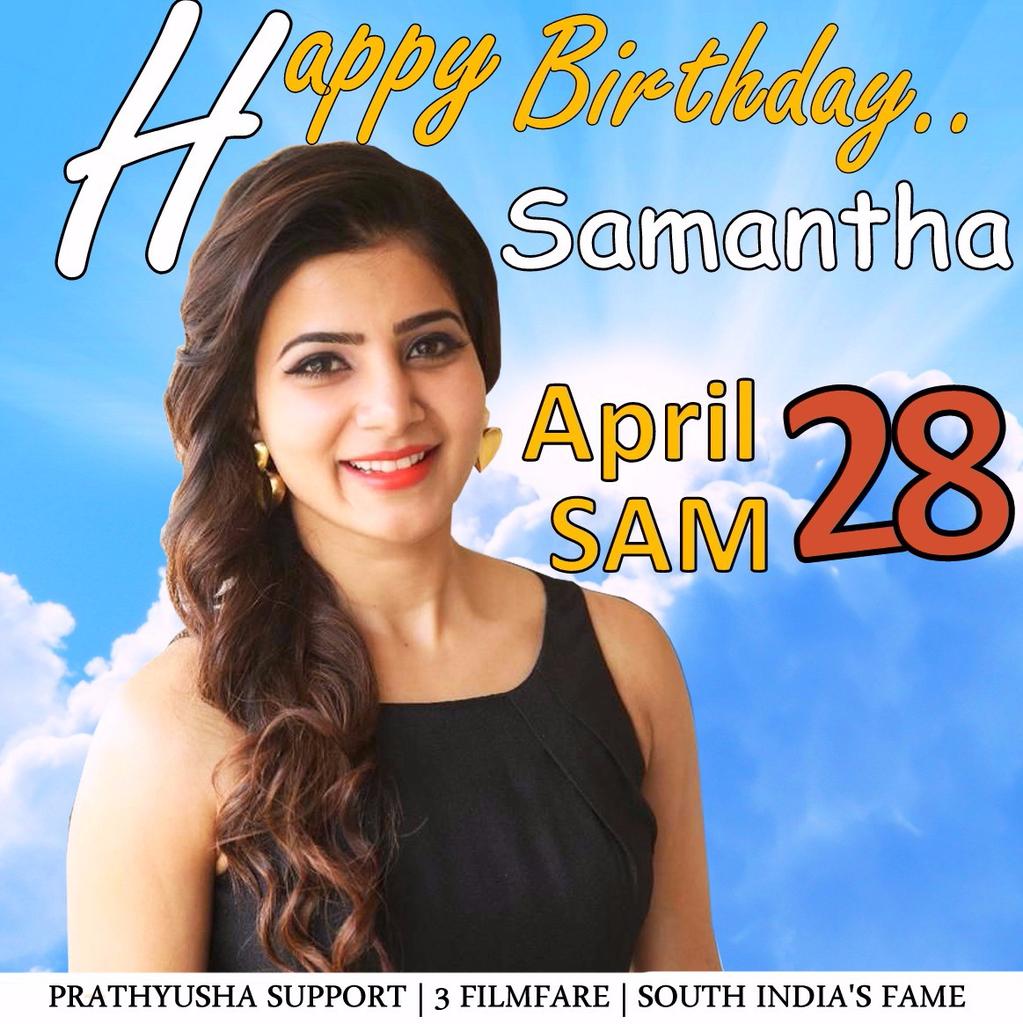 Happy Birthday..
Samantha
April 28
SAM
PRATHYUSHA SUPPORT | 3 FILMFARE | SOUTH INDIA'S FAME